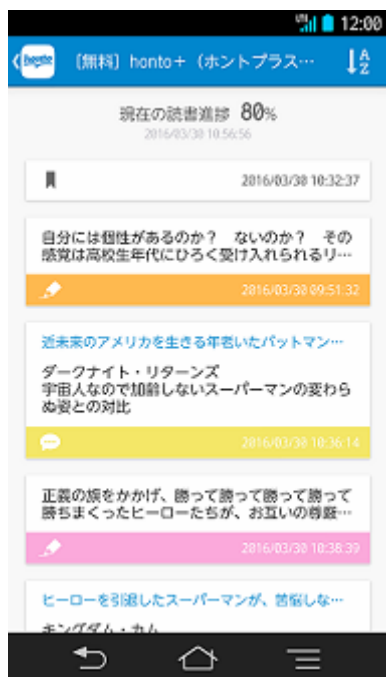 12:00
honto
〔無料〕honto+（ホントプラス…
現在の読書進捗 80%
2016/03/30 10:56:56
2016/03/30 10:32:37
自分には個性があるのか？　ないのか？　その
感覚は高校生年代にひろく受け入れられるリ…
2016/03/30 09:51:32
近未来のアメリカを生きる年老いたバットマン…
ダークナイト・リターンズ
宇宙人なので加齢しないスーパーマンの変わら
ぬ姿との対比
2016/03/30 10:36:14
正義の旗をかかげ、勝って勝って勝って勝って
勝ちまくったヒーローたちが、お互いの尊厳…
2016/03/30 10:38:39
ヒーローを引退したスーパーマンが、苦悩しな…
キングダム・カム